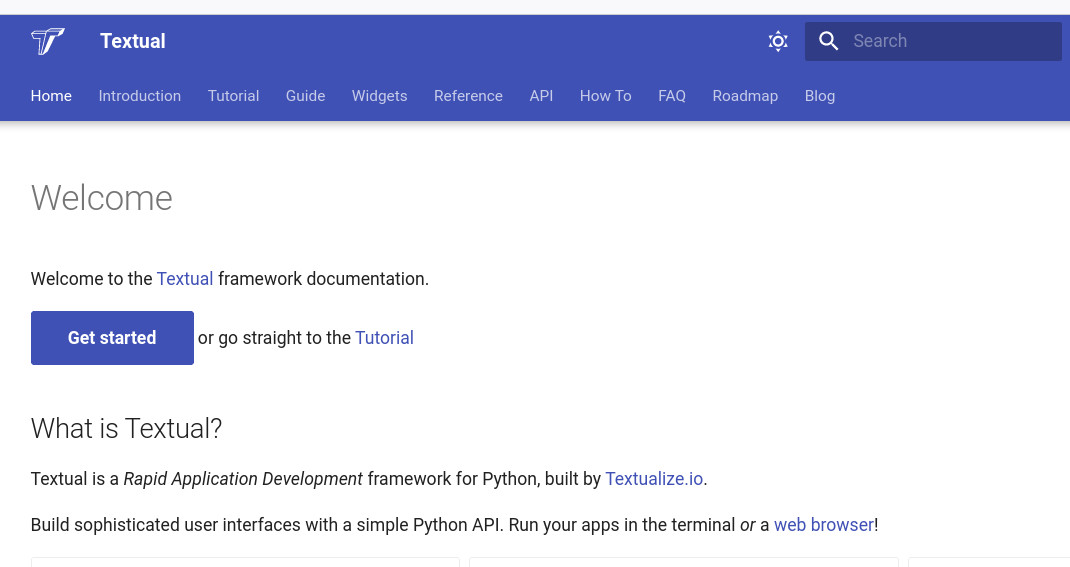 Textual
Search
Home Introduction Tutorial Guide Widgets Reference API How To FAQ Roadmap Blog
Welcome
Welcome to the Textual framework documentation.
Get started or go straight to the Tutorial
What is Textual?
Textual is a Rapid Application Development framework for Python, built by Textualize.io.
Build sophisticated user interfaces with a simple Python API. Run your apps in the terminal or a web browser!